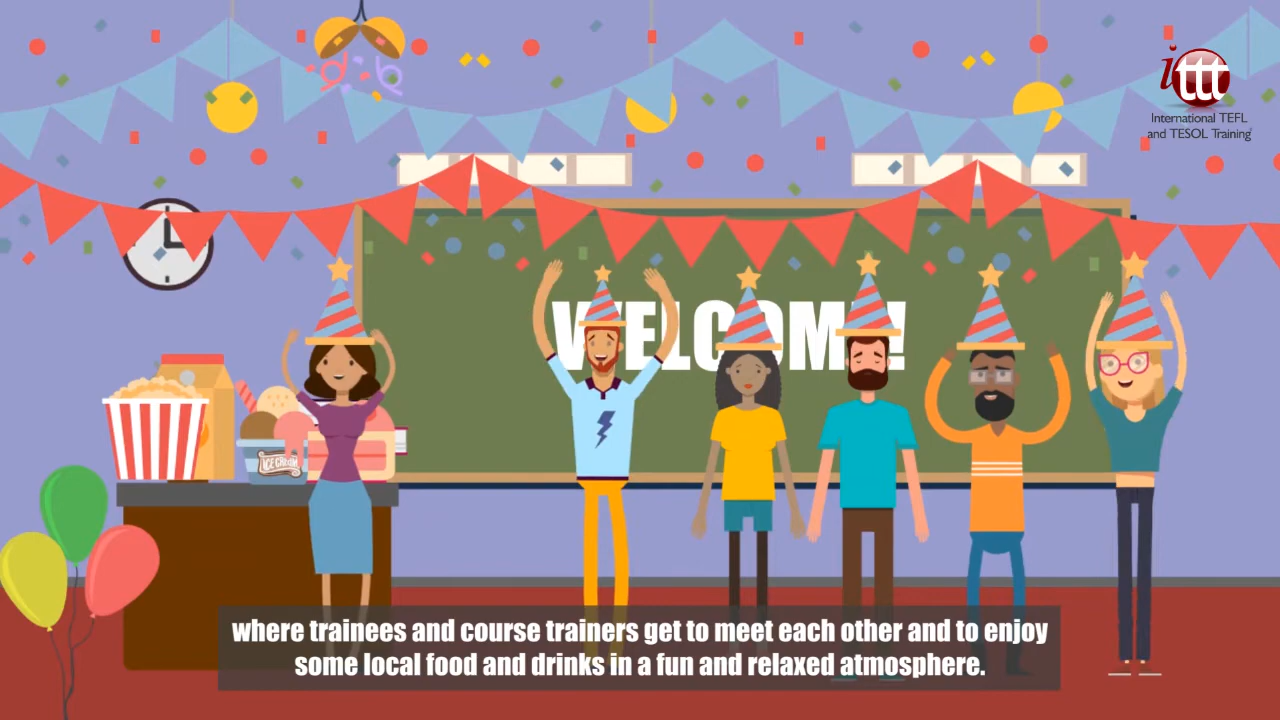 ittt
International TEFL
and TESOL Training
WELCOME!
ICE CREAM
where trainees and course trainers get to meet each other and to enjoy
some local food and drinks in a fun and relaxed atmosphere.